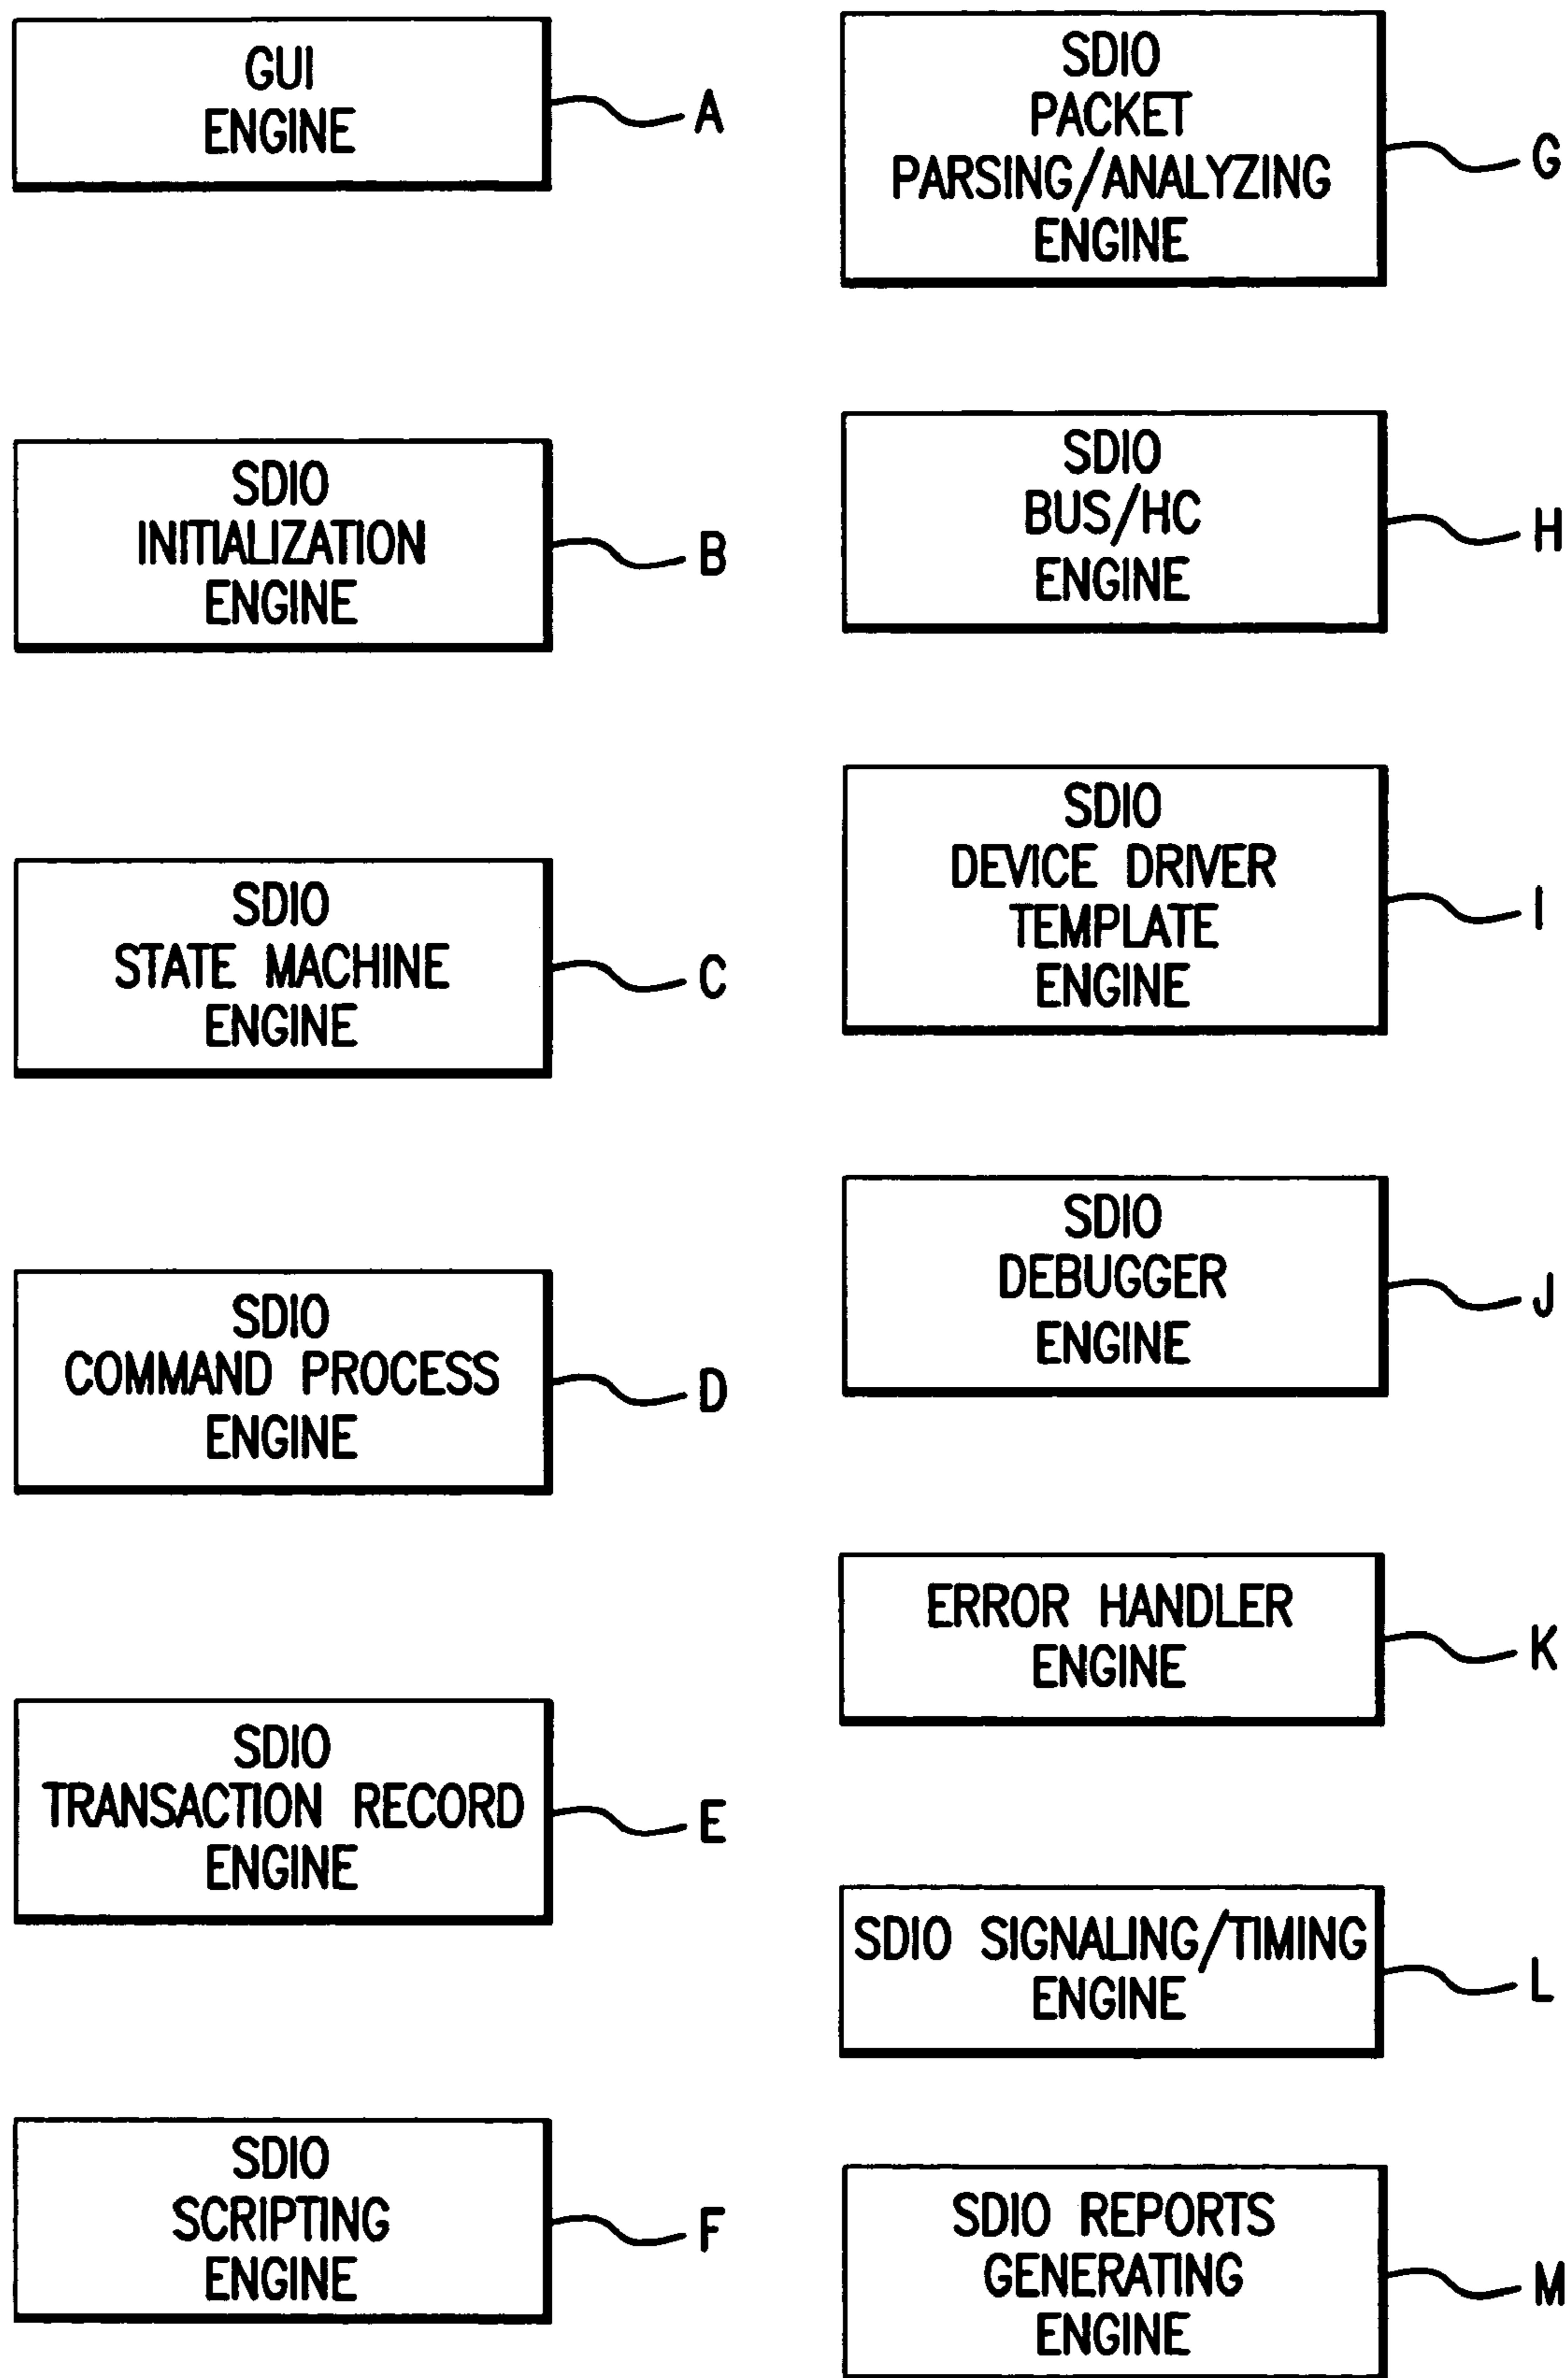 GUI
ENGINE
A
SDIO
INITIALIZATION
ENGINE
B
SDIO
STATE MACHINE
ENGINE
C
SDIO
COMMAND PROCESS
ENGINE
D
SDIO
TRANSACTION RECORD
ENGINE
E
SDIO
SCRIPTING
ENGINE
F
SDIO
PACKET
PARSING/ANALYZING
ENGINE
G
SDIO
BUS/HC
ENGINE
H
SDIO
DEVICE DRIVER
TEMPLATE
ENGINE
I
SDIO
DEBUGGER
ENGINE
J
ERROR HANDLER
ENGINE
K
SDIO SIGNALING/TIMING
ENGINE
L
SDIO REPORTS
GENERATING
ENGINE
M